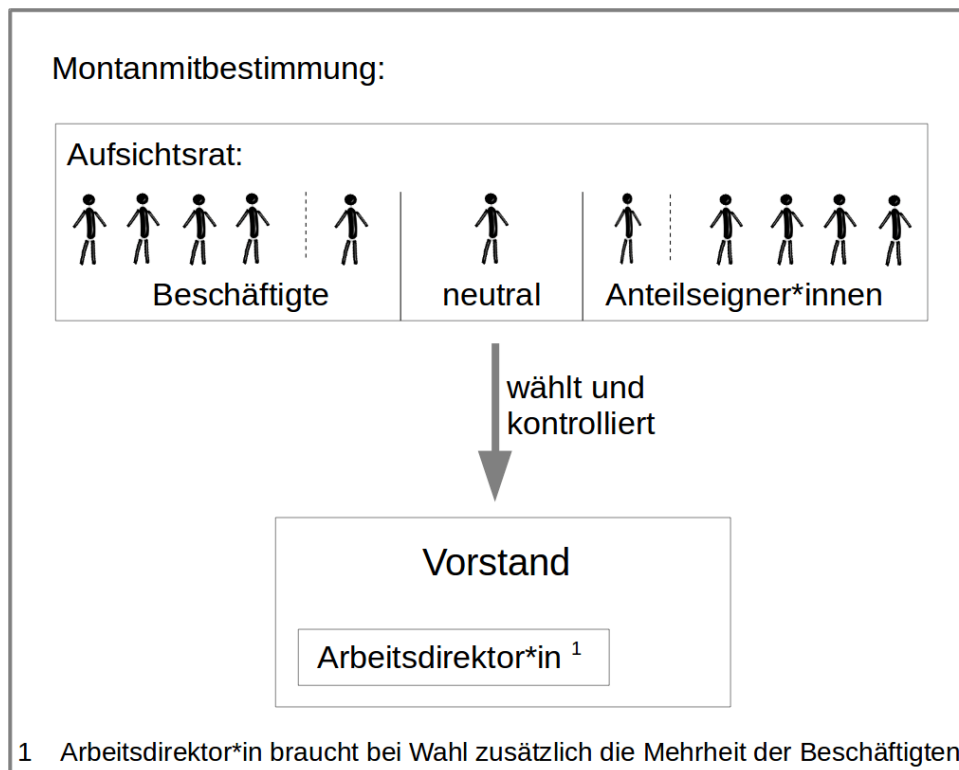 Montanmitbestimmung:
Aufsichtsrat:
Beschäftigte
neutral
Anteilseigner*innen
wählt und
kontrolliert
Vorstand
Arbeitsdirektor*in 1
1 Arbeitsdirektor*in braucht bei Wahl zusätzlich die Mehrheit der Beschäftigten